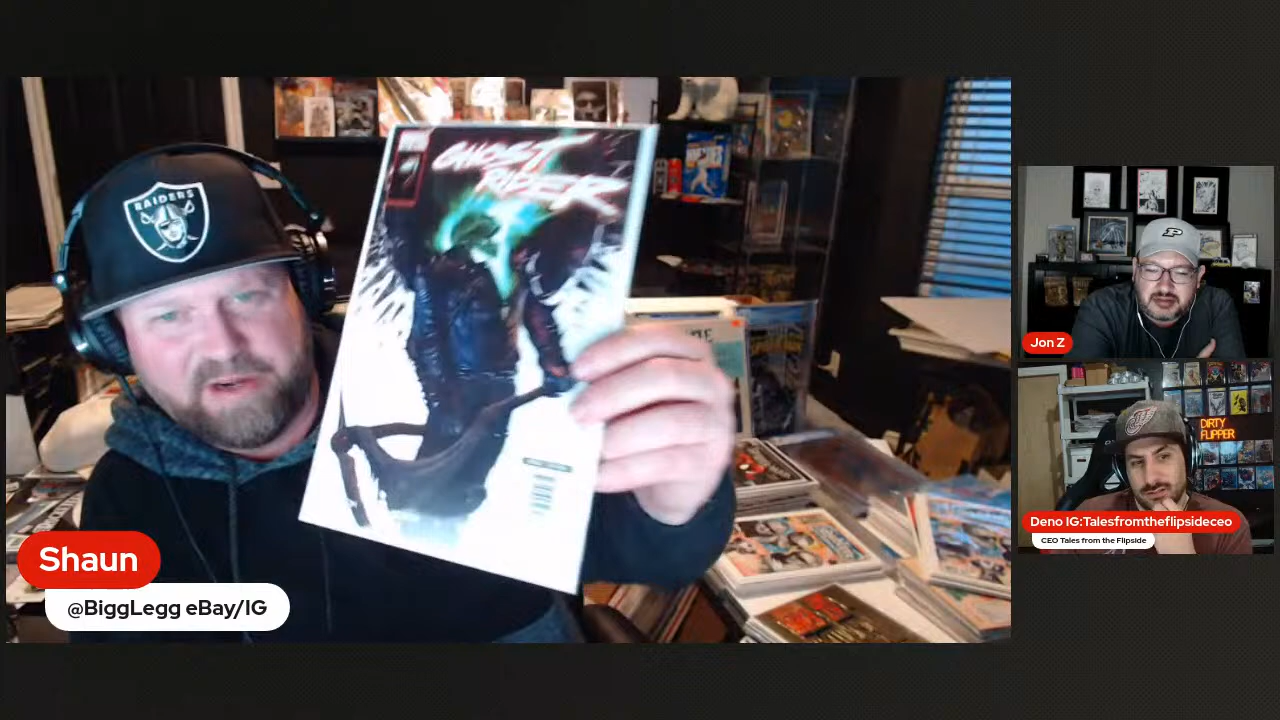 RAIDERS
GHOST
RIDER
Shaun
@BiggLegg eBay/IG
Jon Z
DIRTY
FLIPPER
Deno IG:Talesfromtheflipsideceo
CEO Tales from the Flipside